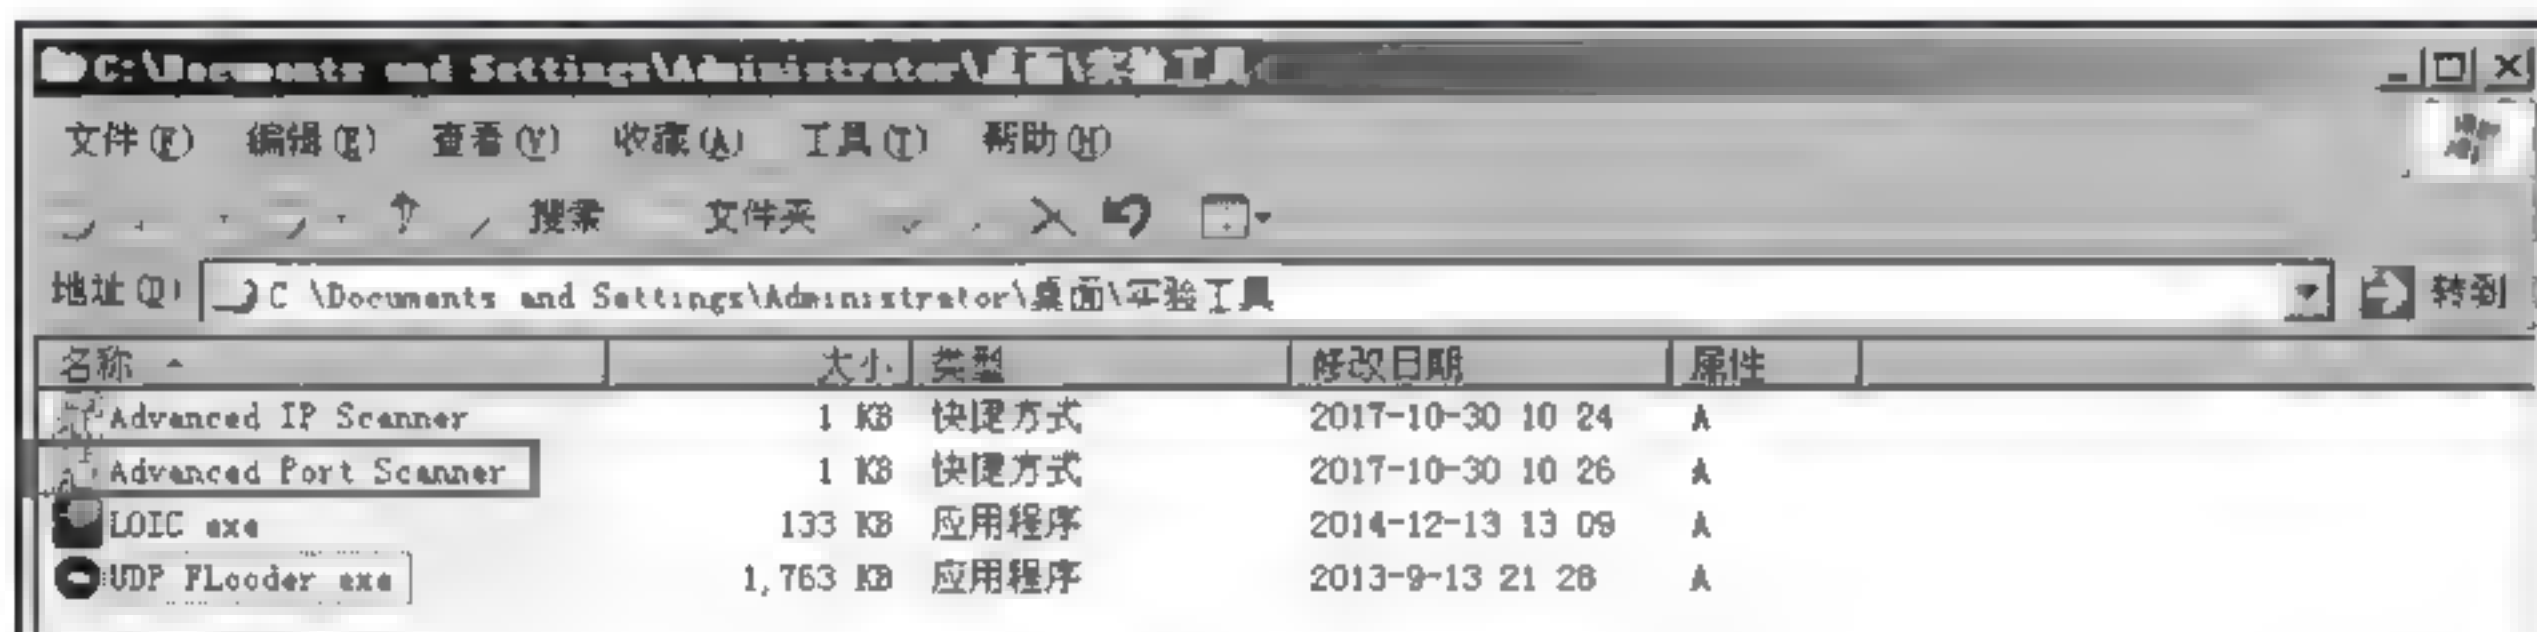 C:\Documents and Settings\Administrator\桌面\实验工具
文件(F) 编辑(E) 查看(V) 收藏(A) 工具(T) 帮助(H)
搜索 文件夹
地址(D) C \Documents and Settings\Administrator\桌面\实验工具 转到
名称 大小 类型 修改日期 属性
Advanced IP Scanner 1 KB 快捷方式 2017-10-30 10 24 A
Advanced Port Scanner 1 KB 快捷方式 2017-10-30 10 26 A
LOIC exe 133 KB 应用程序 2014-12-13 13 09 A
UDP FLooder exe 1,763 KB 应用程序 2013-9-13 21 28 A